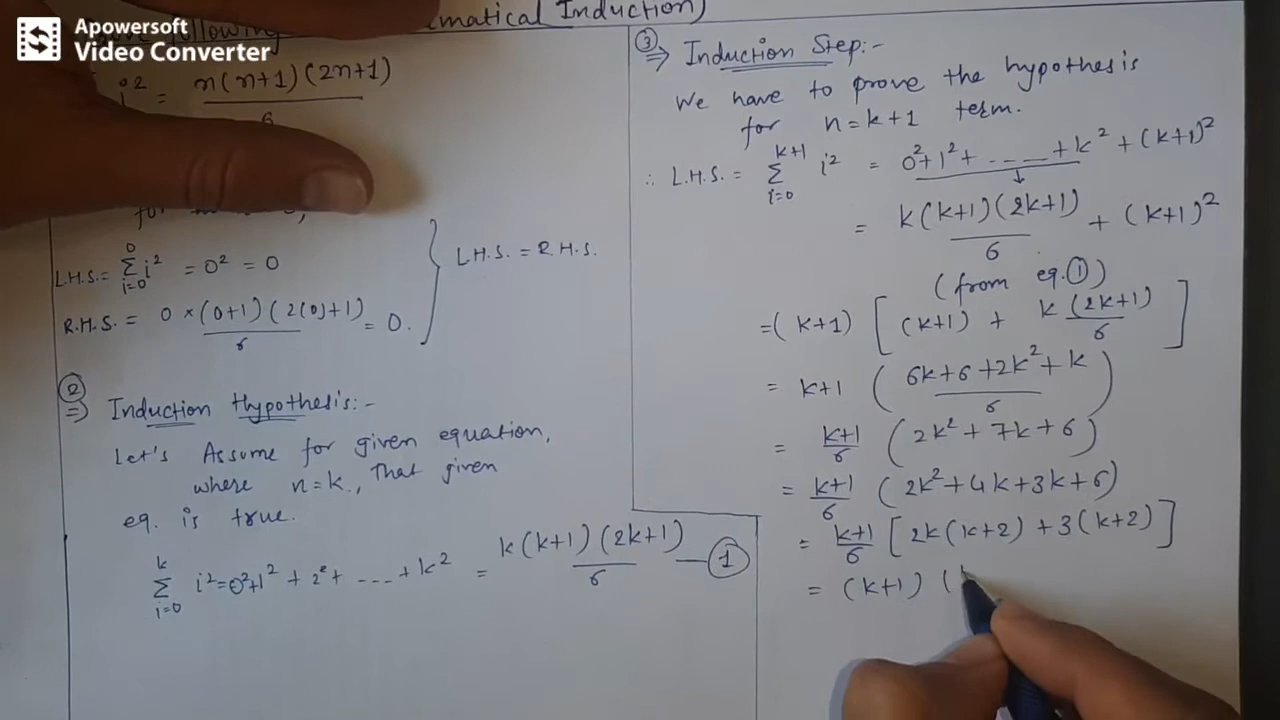 Apowersoft
Video Converter
following
matical Induction)
i² = n(n+1)(2n+1)/6
for
L.H.S.= Σ_{i=0}^{0} i² = 0² = 0
R.H.S. = 0×(0+1)(2(0)+1)/6 = 0.
L.H.S. = R.H.S.
② ⇒ Induction Hypothesis:-
Let's Assume for given equation,
where n=k., That given
eq. is true.
Σ_{i=0}^{k} i²=0²+1²+2²+ ---+k² = k(k+1)(2k+1)/6 —①
③ ⇒ Induction Step:-
We have to prove the hypothesis
for n=k+1 term.
∴ L.H.S. = Σ_{i=0}^{k+1} i² = 0²+1²+ ---- +k²+(k+1)²
= k(k+1)(2k+1)/6 + (k+1)²
(from eq.①)
=(k+1) [(k+1) + k(2k+1)/6]
= k+1 (6k+6+2k²+k/6)
= k+1/6 (2k²+7k+6)
= k+1/6 (2k²+4k+3k+6)
= k+1/6 [2k(k+2)+3(k+2)]
= (k+1) (